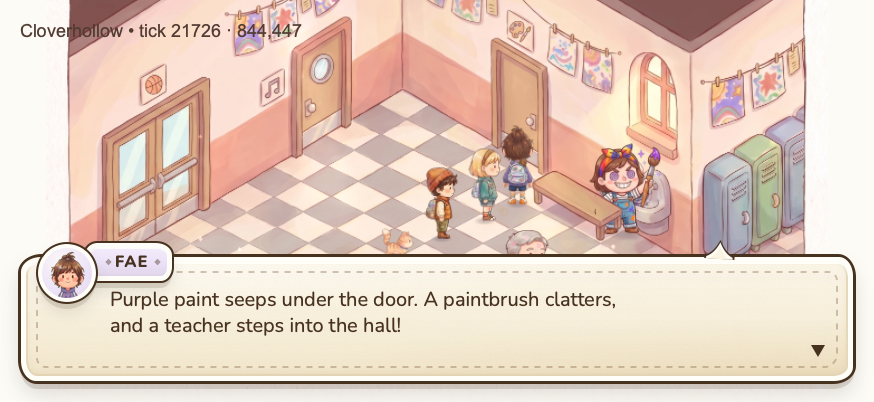 Cloverhollow • tick 21726 · 844,447
FAE
Purple paint seeps under the door. A paintbrush clatters,
and a teacher steps into the hall!